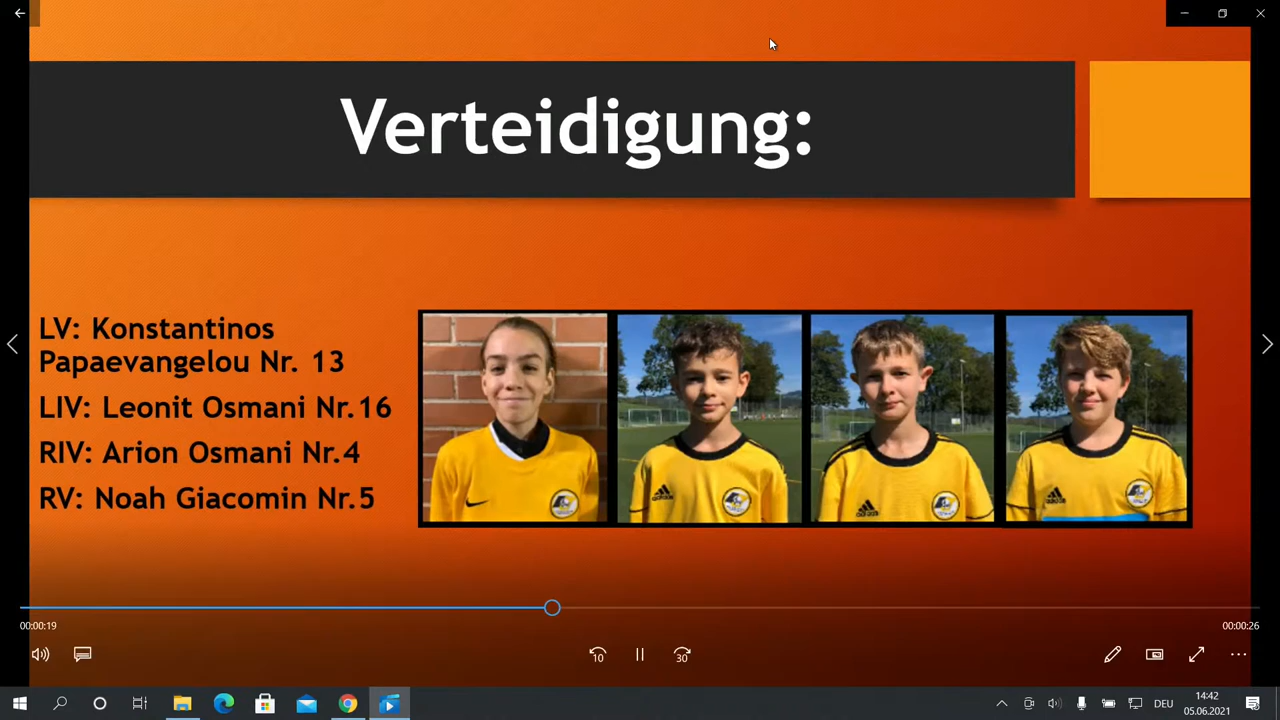 Verteidigung:
LV: Konstantinos
Papaevangelou Nr. 13
LIV: Leonit Osmani Nr.16
RIV: Arion Osmani Nr.4
RV: Noah Giacomin Nr.5
00:00:19
00:00:26
10
30
DEU
14:42
05.06.2021